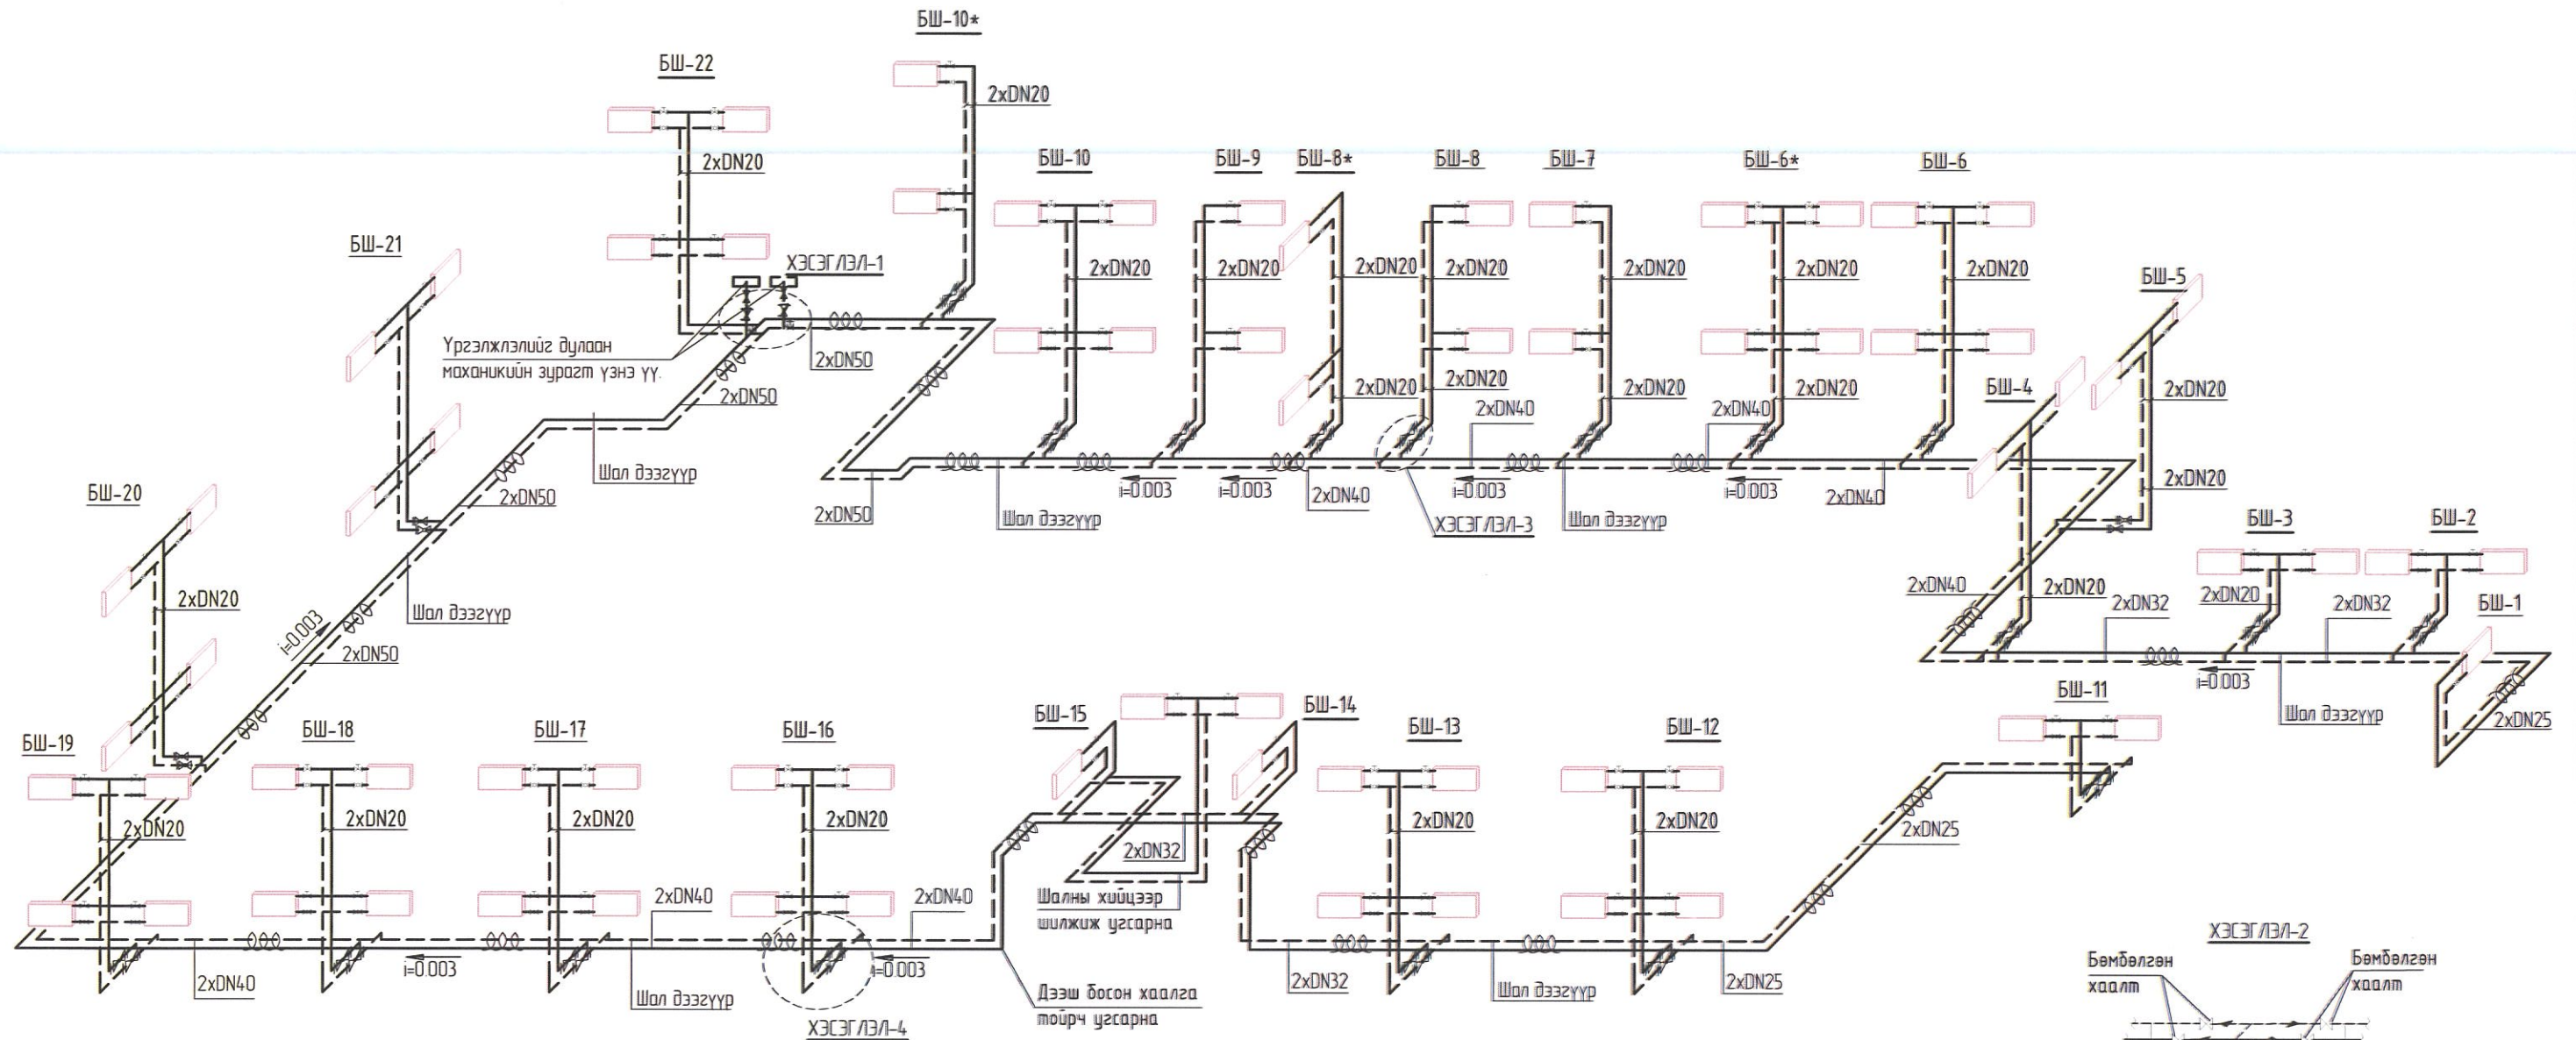 БШ-10*
БШ-22
2xDN20
2xDN20
БШ-10
БШ-9
БШ-8*
БШ-8
БШ-7
БШ-6*
БШ-6
БШ-21
ХЭСЭГЛЭЛ-1
2xDN20
2xDN20
2xDN20
2xDN20
2xDN20
2xDN20
2xDN20
БШ-5
Үргэлжлэлийг дулаан
маханикийн зурагт үзнэ үү.
2xDN50
2xDN50
2xDN20
2xDN20
2xDN20
2xDN20
БШ-4
2xDN20
2xDN40
2xDN40
Шал дээгүүр
2xDN50
БШ-20
i=0.003
i=0.003
i=0.003
i=0.003
2xDN50
Шал дээгүүр
2xDN40
ХЭСЭГЛЭЛ-3
Шал дээгүүр
2xDN40
2xDN20
БШ-3
БШ-2
2xDN20
Шал дээгүүр
i=0.003
2xDN50
2xDN40
2xDN20
2xDN32
2xDN20
2xDN32
БШ-1
i=0.003
Шал дээгүүр
2xDN25
БШ-19
БШ-18
БШ-17
БШ-16
БШ-15
БШ-14
БШ-13
БШ-12
БШ-11
2xDN20
2xDN20
2xDN20
2xDN20
2xDN32
2xDN20
2xDN20
2xDN25
2xDN40
2xDN40
Шалны хийцээр
шилжиж угсарна
2xDN40
i=0.003
Шал дээгүүр
i=0.003
2xDN32
Шал дээгүүр
2xDN25
Дээш босон хаалга
тойрч угсарна
ХЭСЭГЛЭЛ-4
ХЭСЭГЛЭЛ-2
Бөмбөлгөн
хаалт
Бөмбөлгөн
хаалт